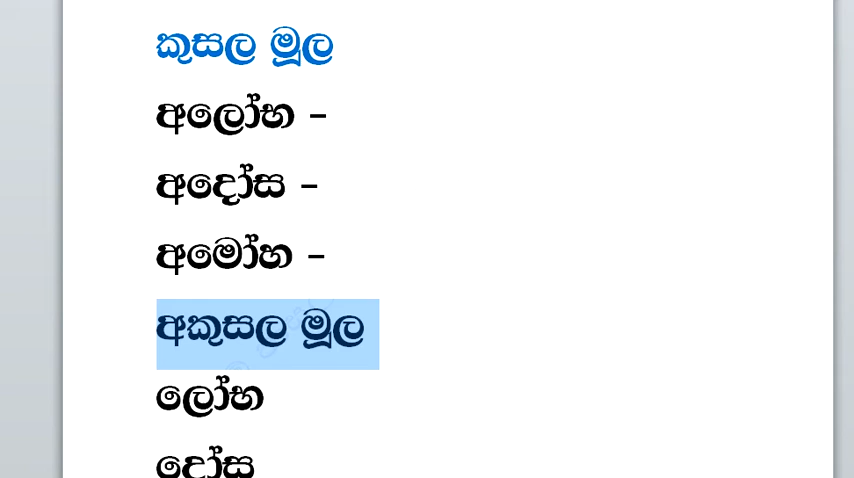 කුසල මූල
අලෝභ –
අදෝස –
අමෝහ –
අකුසල මූල
ලෝභ
දෝස